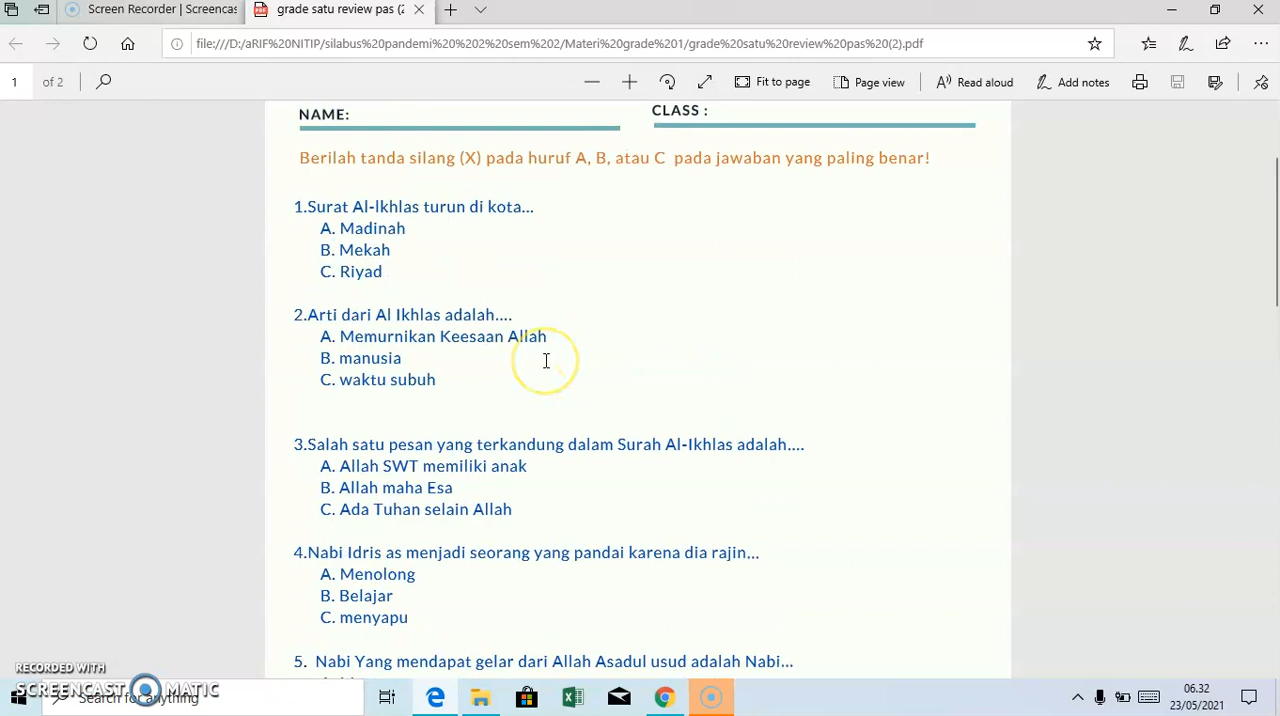 Screen Recorder | Screencas
grade satu review pas (2
file:///D:/aRIF%20NITIP/silabus%20pandemi%20%202%20sem%202/Materi%20grade%201/grade%20satu%20review%20pas%20(2).pdf
1 of 2
Fit to page
Page view
Read aloud
Add notes
NAME:
CLASS :
Berilah tanda silang (X) pada huruf A, B, atau C pada jawaban yang paling benar!
1.Surat Al-Ikhlas turun di kota...
A. Madinah
B. Mekah
C. Riyad
2.Arti dari Al Ikhlas adalah....
A. Memurnikan Keesaan Allah
B. manusia
C. waktu subuh
3.Salah satu pesan yang terkandung dalam Surah Al-Ikhlas adalah....
A. Allah SWT memiliki anak
B. Allah maha Esa
C. Ada Tuhan selain Allah
4.Nabi Idris as menjadi seorang yang pandai karena dia rajin...
A. Menolong
B. Belajar
C. menyapu
5. Nabi Yang mendapat gelar dari Allah Asadul usud adalah Nabi...
RECORDED WITH
SCREENCAST MATIC
Search for anything
06.32
23/05/2021